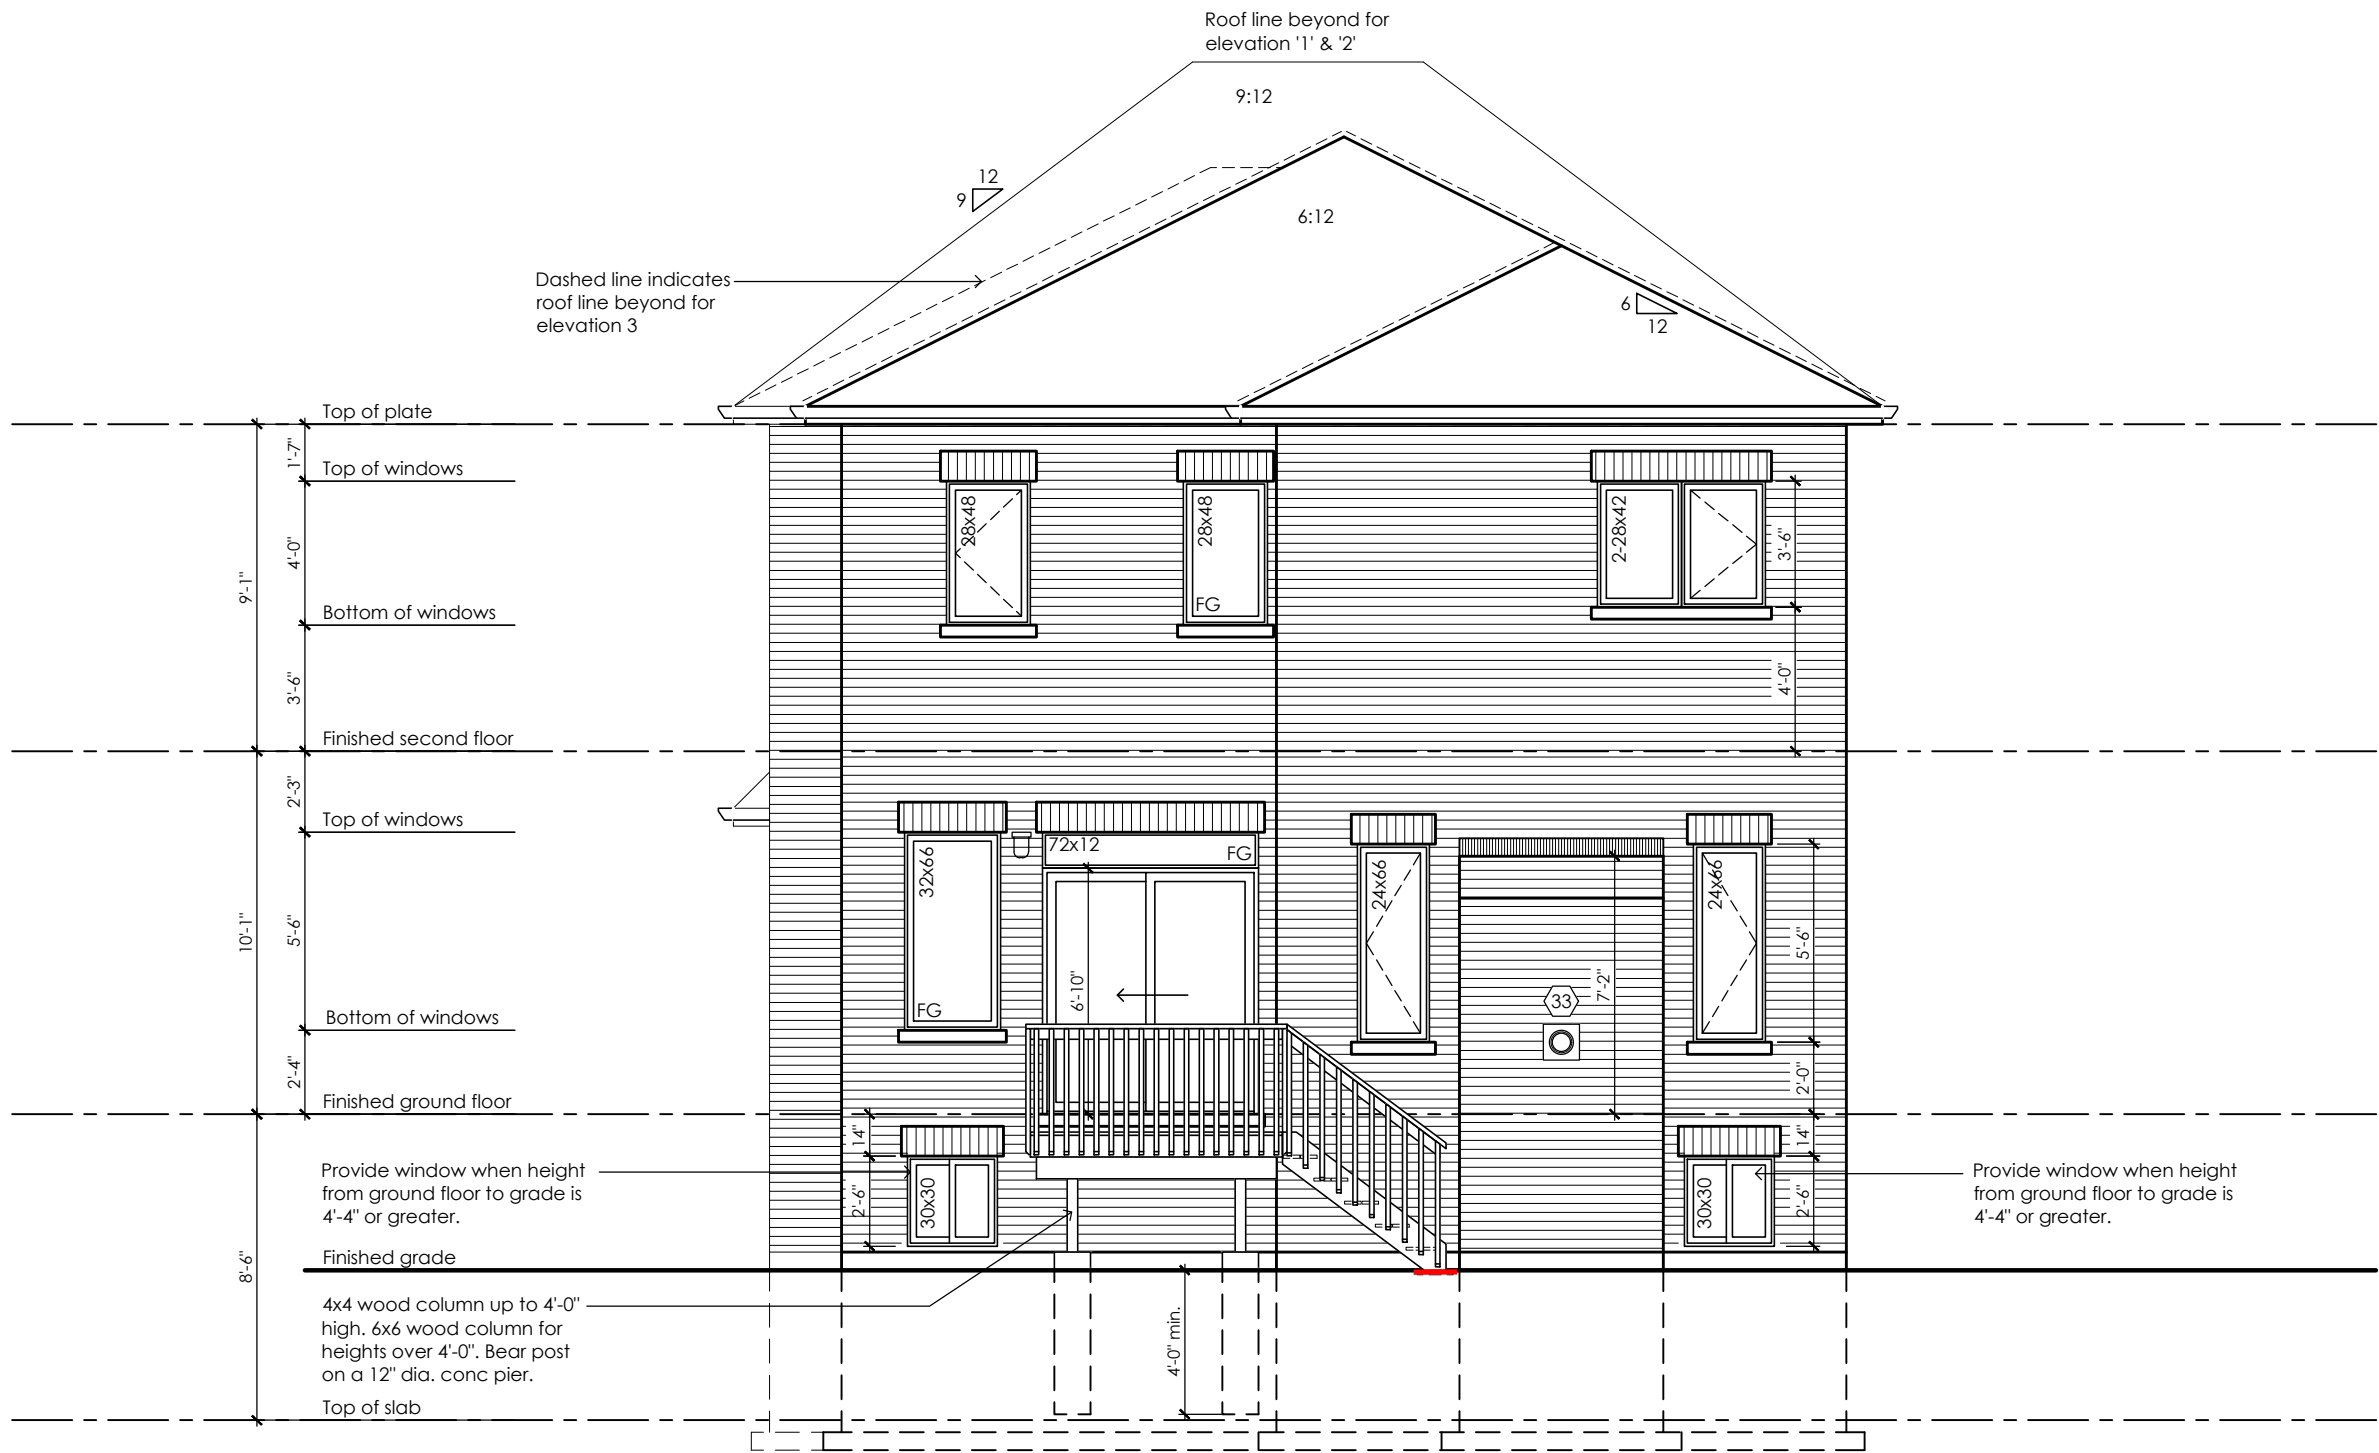 Roof line beyond for
elevation '1' & '2'
9:12
12
9
6:12
Dashed line indicates
roof line beyond for
elevation 3
6
12
Top of plate
1'-7"
Top of windows
28x48
28x48
2-28x42
4'-0"
3'-6"
9'-1"
Bottom of windows
FG
3'-6"
4'-0"
Finished second floor
2'-3"
Top of windows
72x12
FG
32x66
24x66
24x66
10'-1"
5'-6"
5'-6"
6'-10"
7'-2"
33
FG
Bottom of windows
2'-4"
2'-0"
Finished ground floor
14"
14"
Provide window when height
from ground floor to grade is
4'-4" or greater.
2'-6"
30x30
30x30
2'-6"
Provide window when height
from ground floor to grade is
4'-4" or greater.
Finished grade
8'-6"
4x4 wood column up to 4'-0"
high. 6x6 wood column for
heights over 4'-0". Bear post
on a 12" dia. conc pier.
4'-0" min.
Top of slab